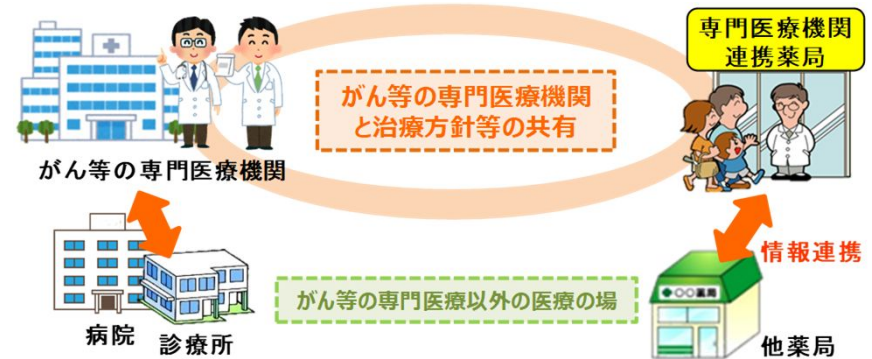 専門医療機関
連携薬局
がん等の専門医療機関
と治療方針等の共有
がん等の専門医療機関
情報連携
がん等の専門医療以外の医療の場
○○薬局
病院
診療所
他薬局